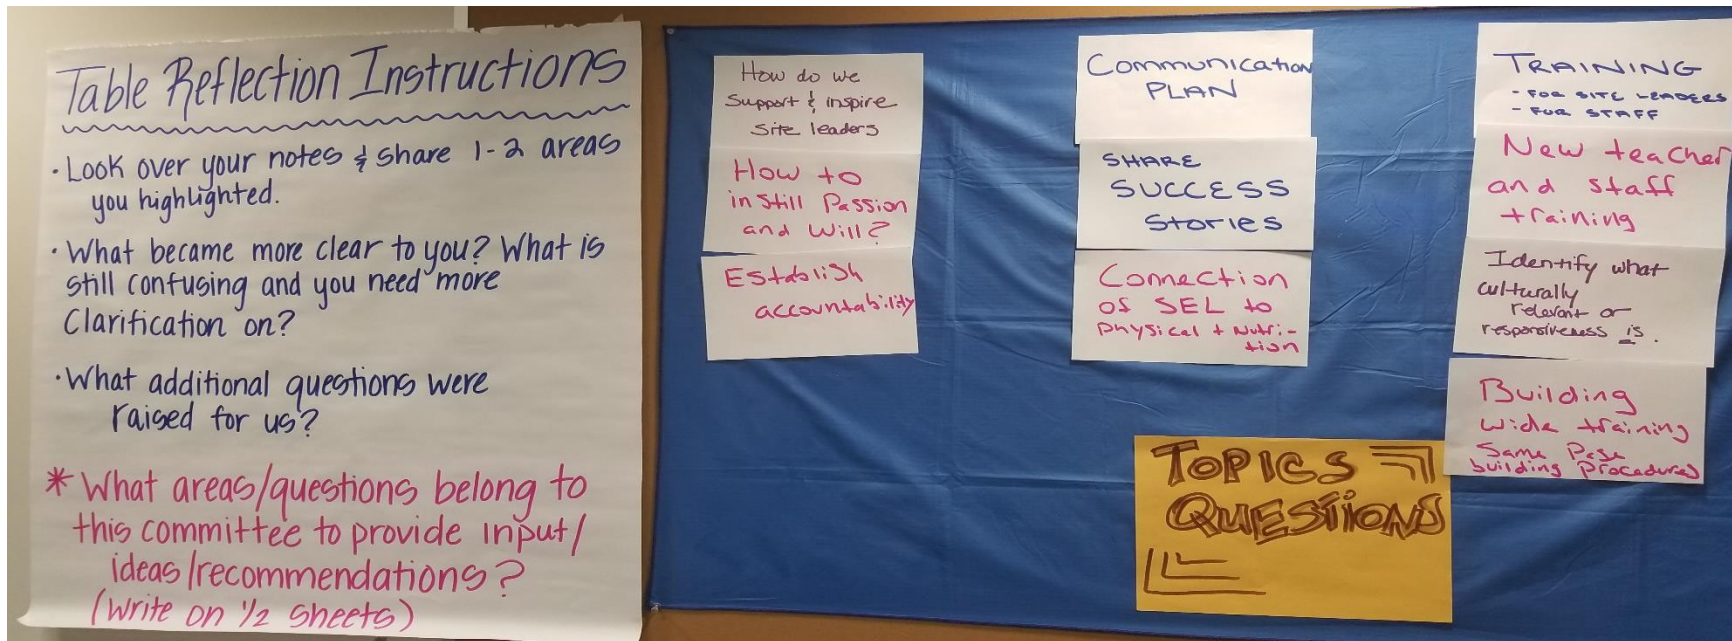 Table Reflection Instructions
· Look over your notes & share 1-2 areas
you highlighted.
· What became more clear to you? What is
still confusing and you need more
Clarification on?
· What additional questions were
raised for us?
* What areas/questions belong to
this committee to provide input/
ideas/recommendations?
(Write on 1/2 sheets)
How do we
Support & inspire
Site leaders
How to
instill Passion
and Will?
Establish
accountability
Communication
PLAN
SHARE
SUCCESS
Stories
Connection
of SEL to
Physical + Nutri-
tion
TRAINING
- FOR SITE LEADERS
- FOR STAFF
New teacher
and staff
training
Identify what
culturally
relevant or
responsiveness is.
Building
wide training
Same Page
building Procedures
TOPICS
QUESTIONS